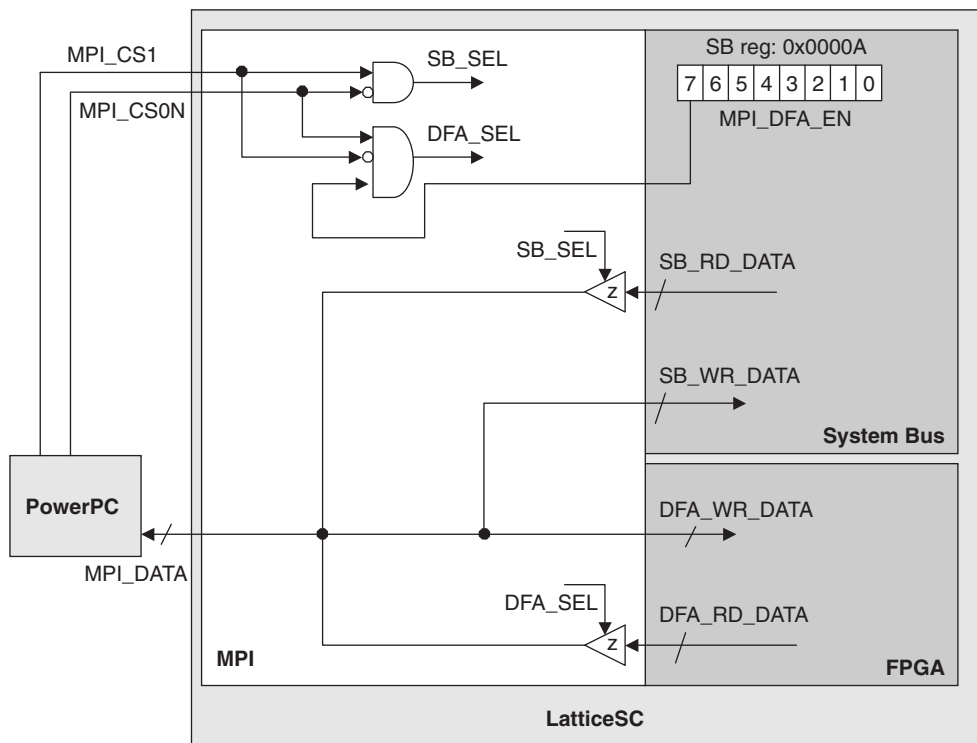 MPI_CS1
SB_SEL
SB reg: 0x0000A
7 6 5 4 3 2 1 0
MPI_CS0N
MPI_DFA_EN
DFA_SEL
SB_SEL
SB_RD_DATA
Z
SB_WR_DATA
System Bus
PowerPC
DFA_WR_DATA
MPI_DATA
DFA_SEL
DFA_RD_DATA
Z
MPI
FPGA
LatticeSC